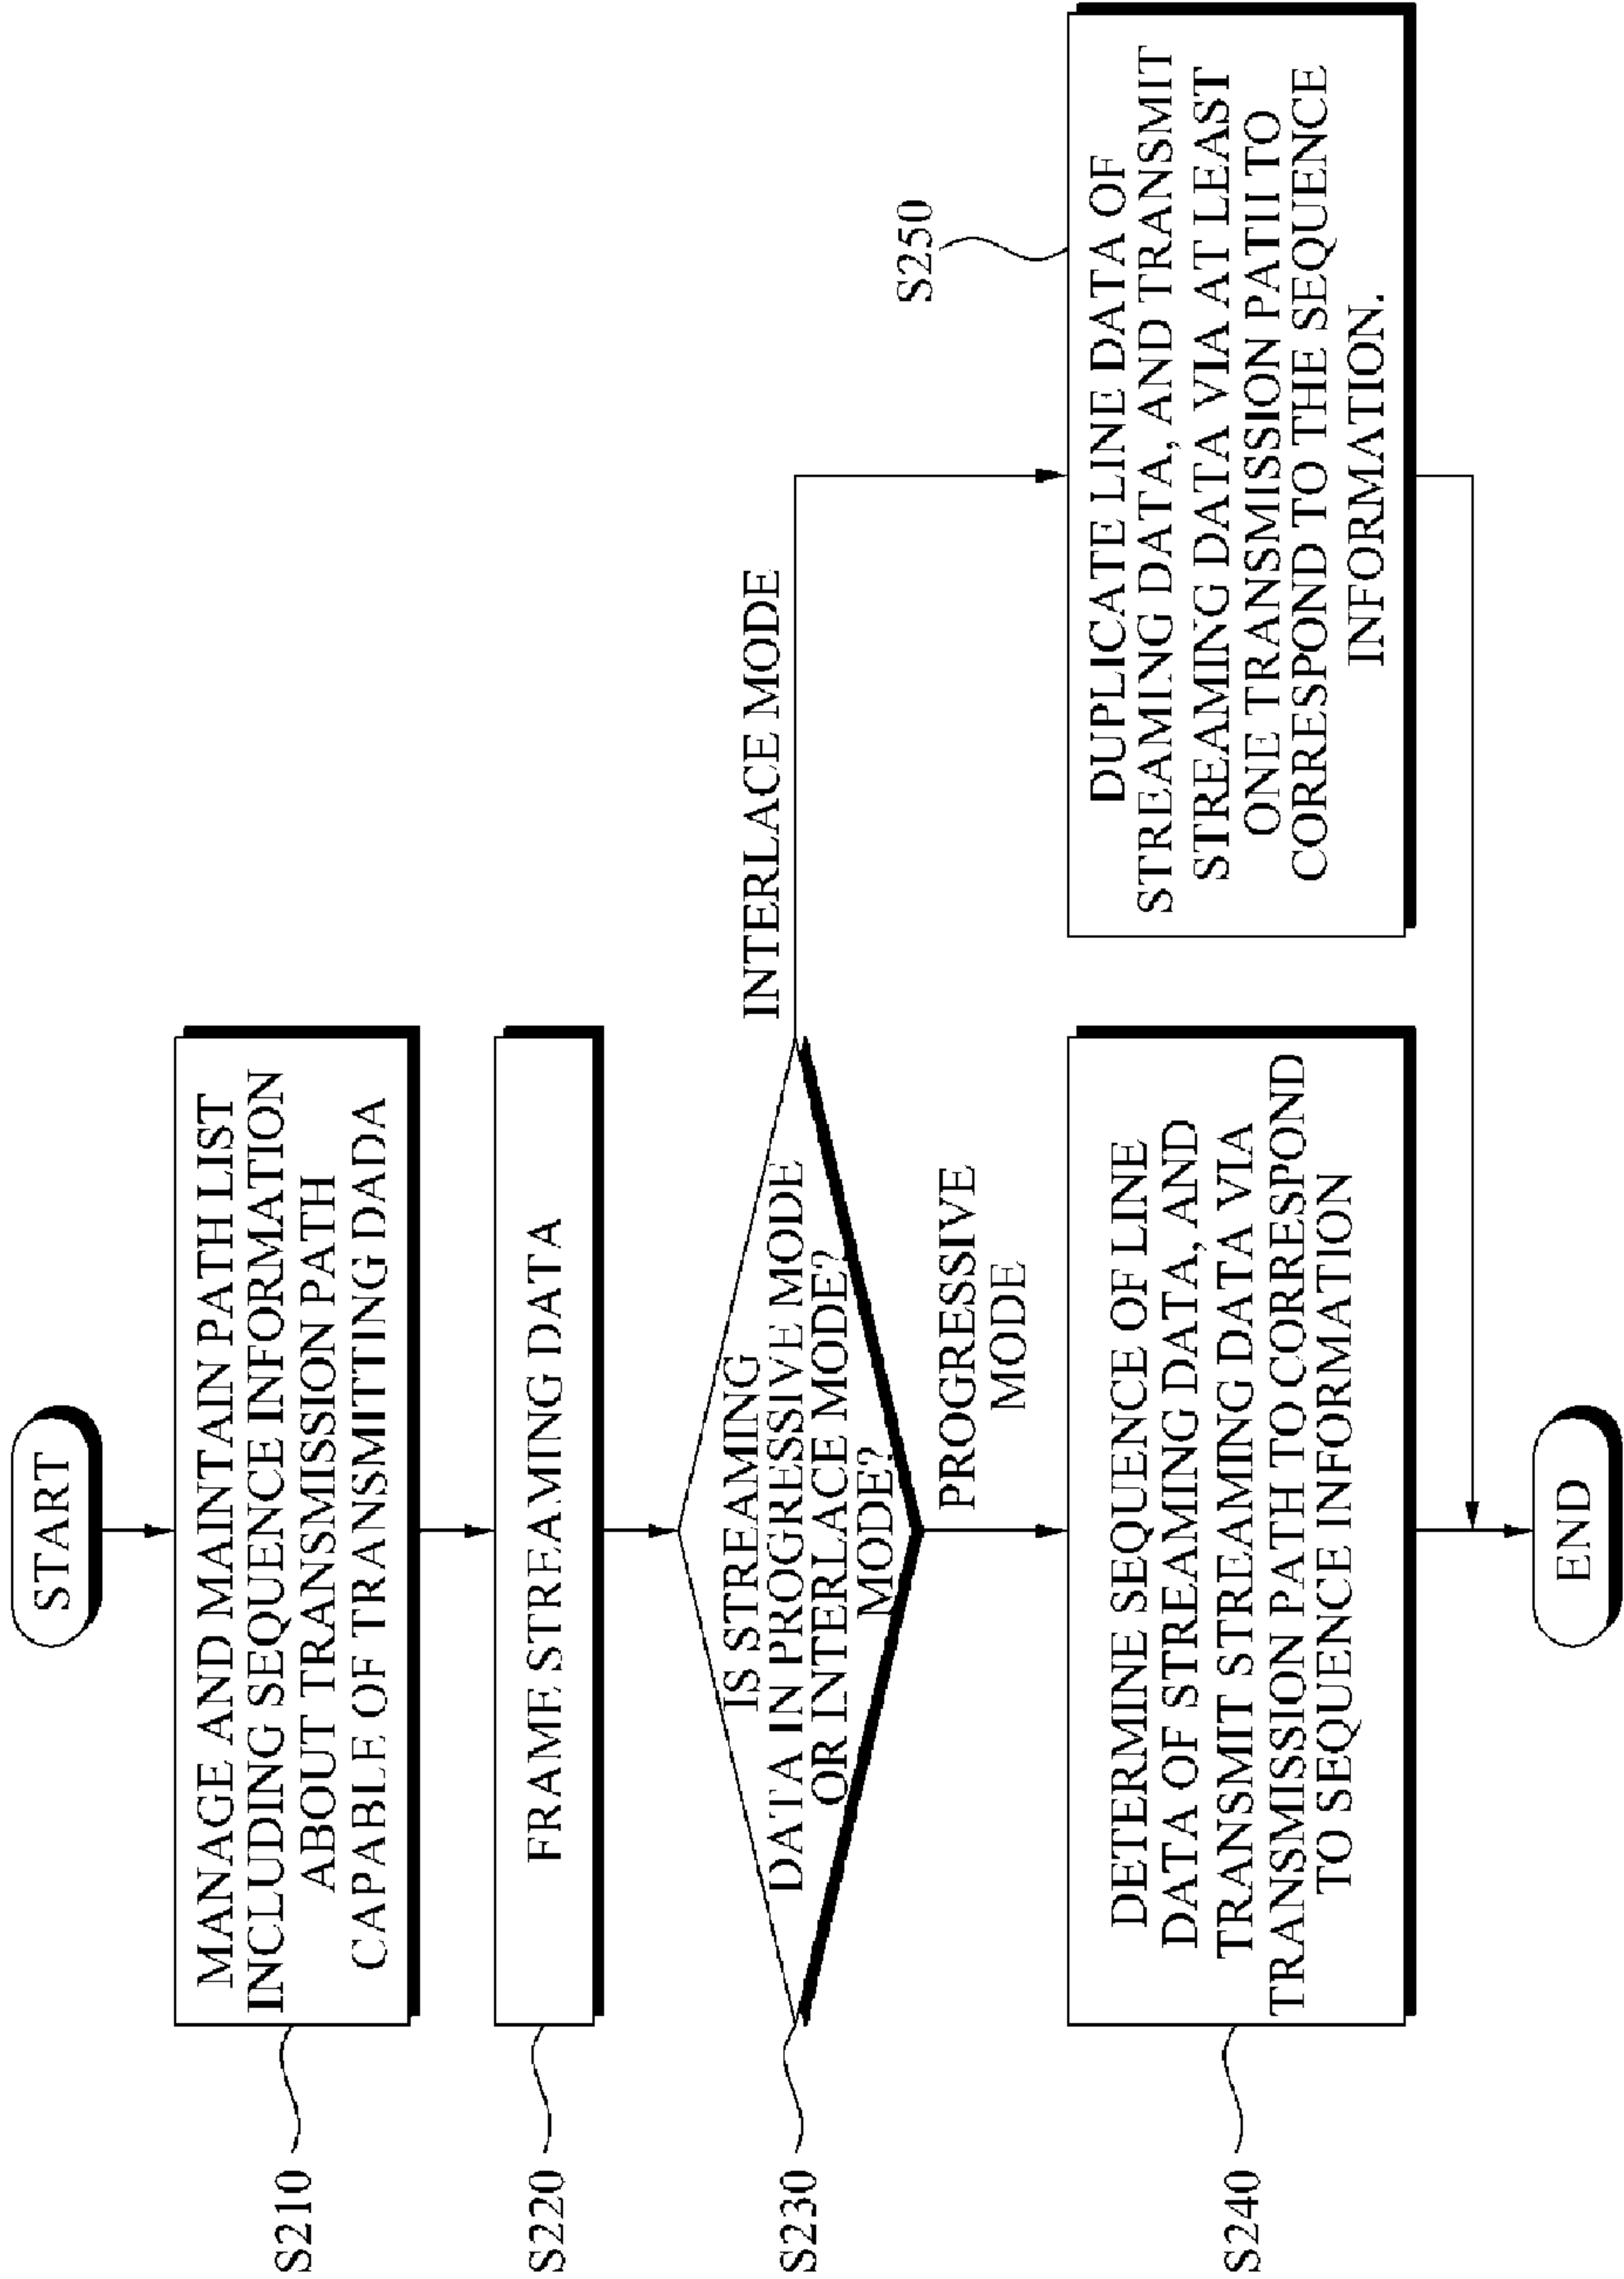 START
MANAGE AND MAINTAIN PATH LIST
INCLUDING SEQUENCE INFORMATION
ABOUT TRANSMISSION PATH
CAPABLE OF TRANSMITTING DADA
S210
FRAME STREAMING DATA
S220
IS STREAMING
DATA IN PROGRESSIVE MODE
OR INTERLACE MODE?
MODE?
S230
INTERLACE MODE
PROGRESSIVE
MODE
DETERMINE SEQUENCE OF LINE
DATA OF STREAMING DATA, AND
TRANSMIT STREAMING DATA VIA
TRANSMISSION PATH TO CORRESPOND
TO SEQUENCE INFORMATION
S240
S250
DUPLICATE LINE DATA OF
STREAMING DATA, AND TRANSMIT
STREAMING DATA VIA AT LEAST
ONE TRANSMISSION PATII TO
CORRESPOND TO THE SEQUENCE
INFORMATION.
END